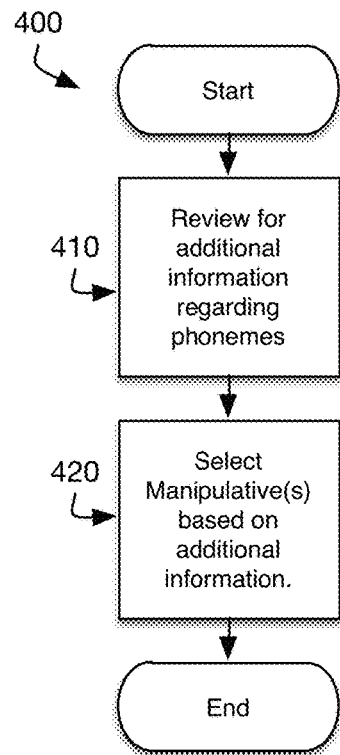 400
Start
410
Review for
additional
information
regarding
phonemes
420
Select
Manipulative(s)
based on
additional
information.
End